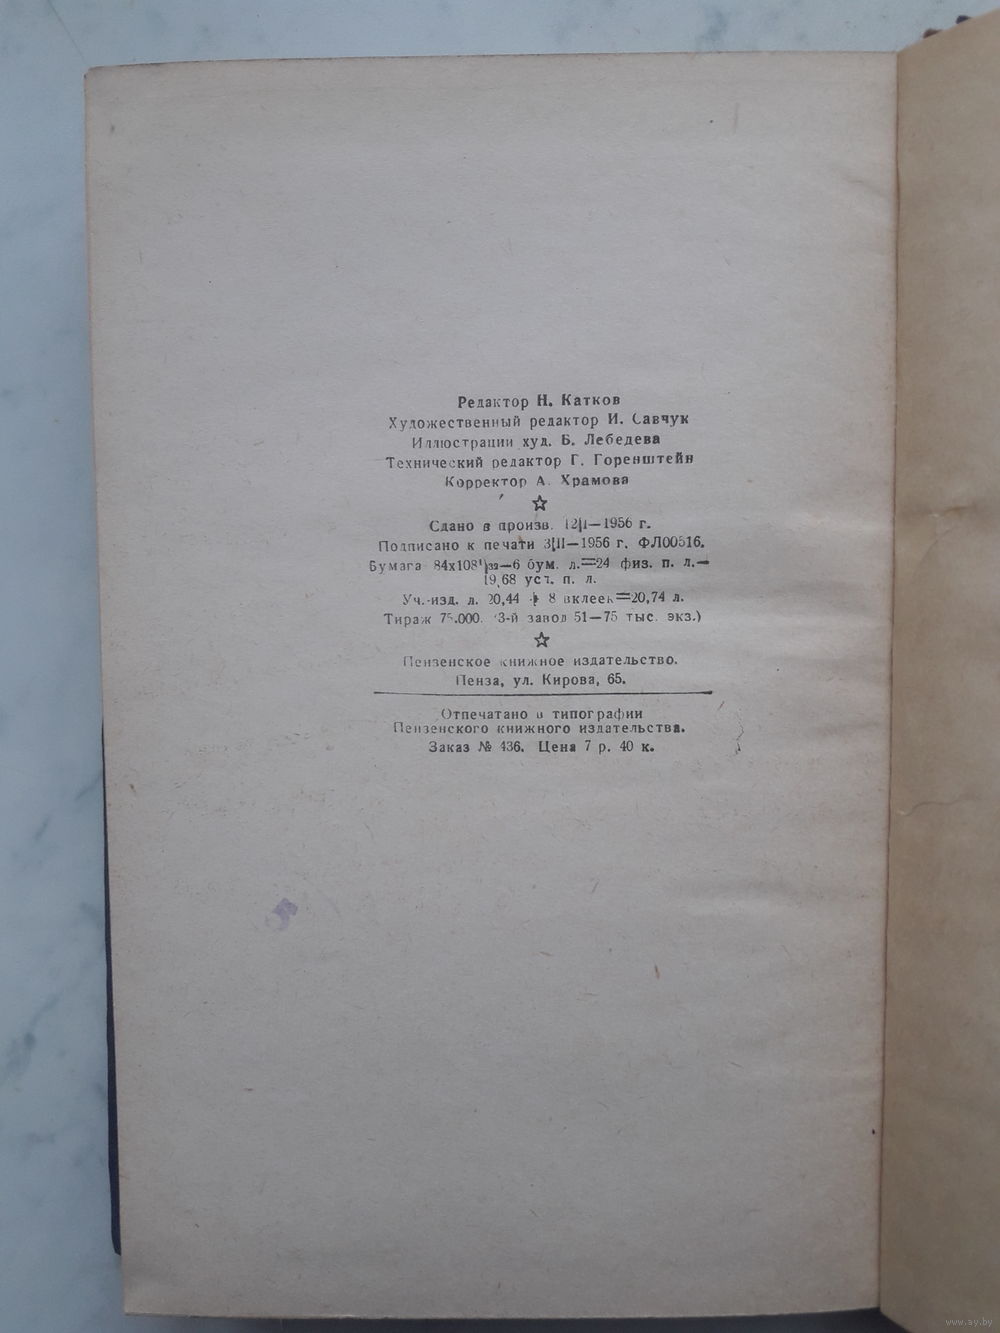 Редактор Н. Катков
Художественный редактор И. Савчук
Иллюстрации худ. Б. Лебедева
Технический редактор Г. Горенштейн
Корректор А. Храмова
☆
Сдано в произв. 12|I—1956 г.
Подписано к печати 3|II—1956 г. ФЛ00516.
Бумага 84х108¹|₃₂—6 бум. л.=24 физ. п. л.—
19,68 усл. п. л.
Уч.-изд. л. 20,44 + 8 вклеек=20,74 л.
Тираж 75.000. (3-й завод 51—75 тыс. экз.)
☆
Пензенское книжное издательство.
Пенза, ул. Кирова, 65.
Отпечатано в типографии
Пензенского книжного издательства.
Заказ № 436. Цена 7 р. 40 к.
www.ay.by